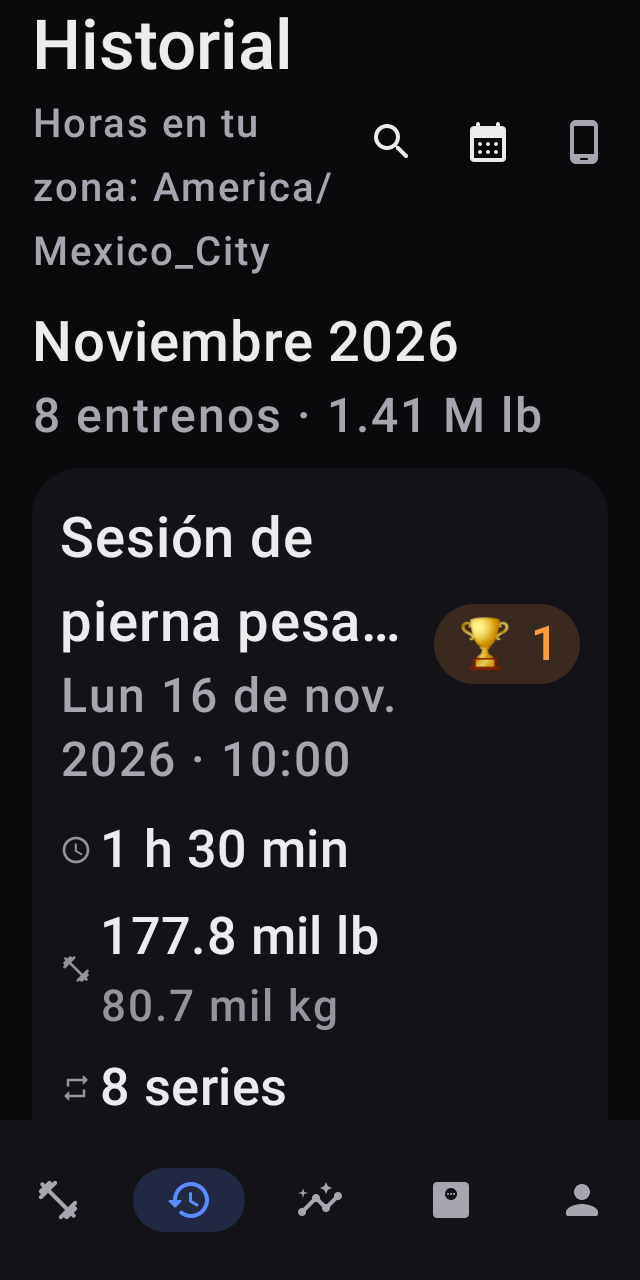 Historial
Horas en tu
zona: America/
Mexico_City
Noviembre 2026
8 entrenos · 1.41 M lb
Sesión de
pierna pesa…
🏆 1
Lun 16 de nov.
2026 · 10:00
1 h 30 min
177.8 mil lb
80.7 mil kg
8 series